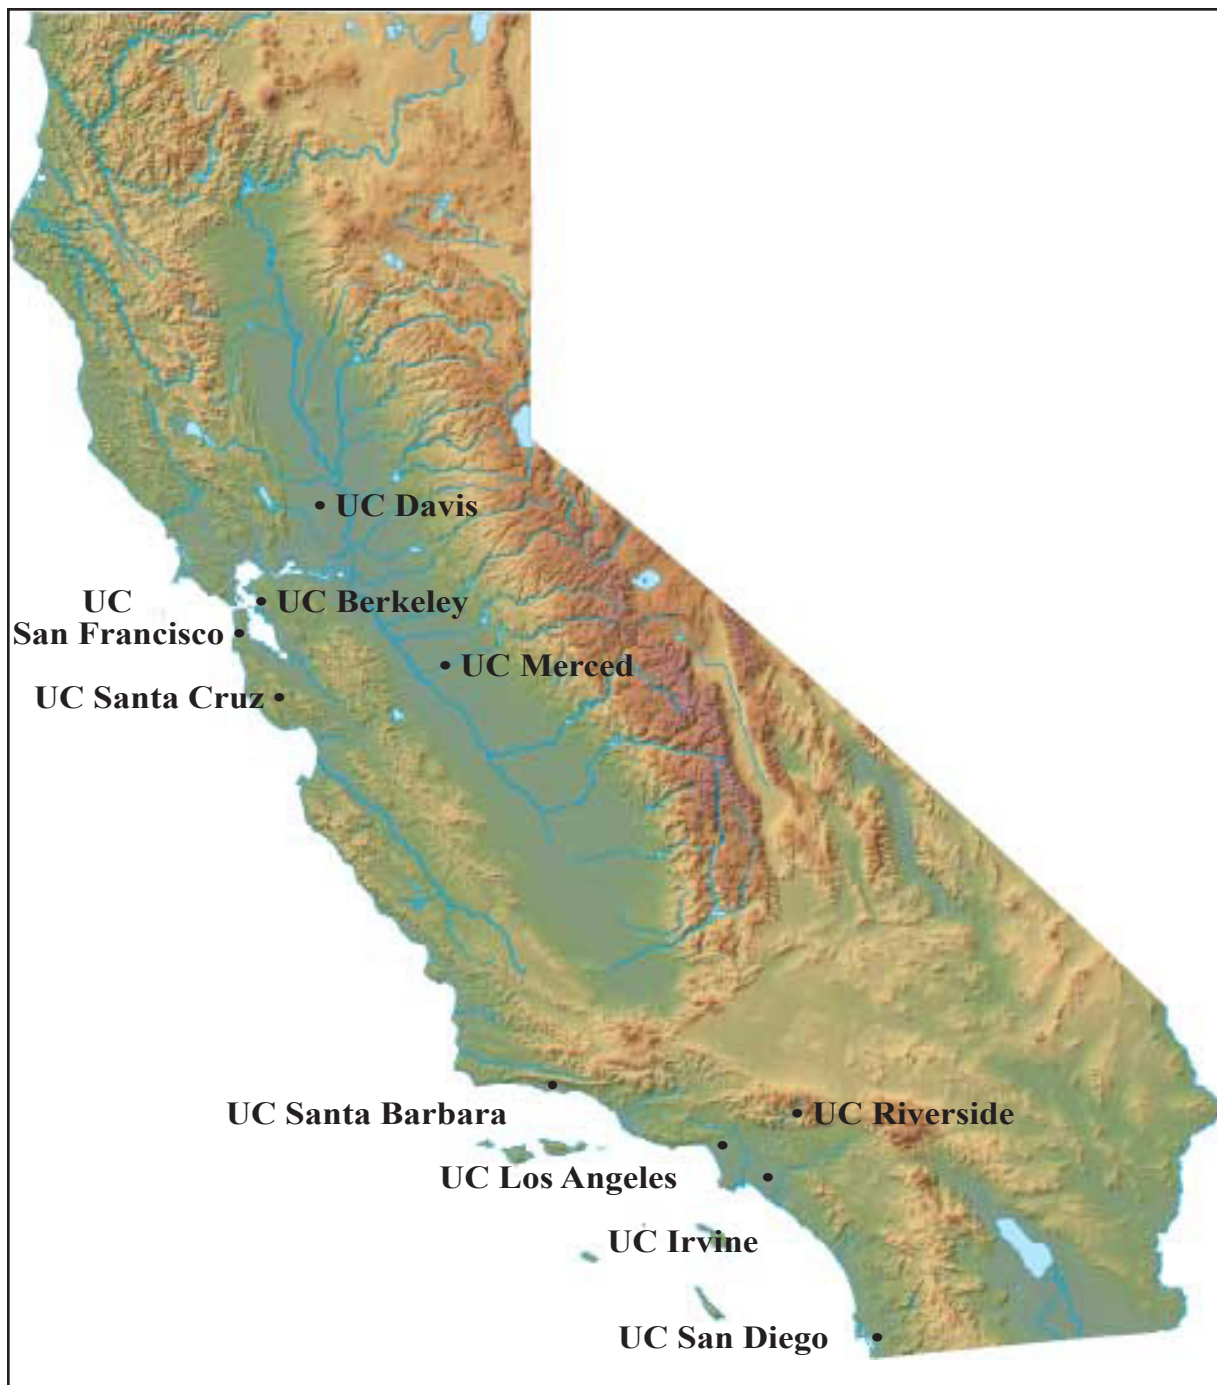 • UC Davis
• UC Berkeley
UC
San Francisco •
• UC Merced
UC Santa Cruz •
UC Santa Barbara
• UC Riverside
UC Los Angeles
UC Irvine
UC San Diego •